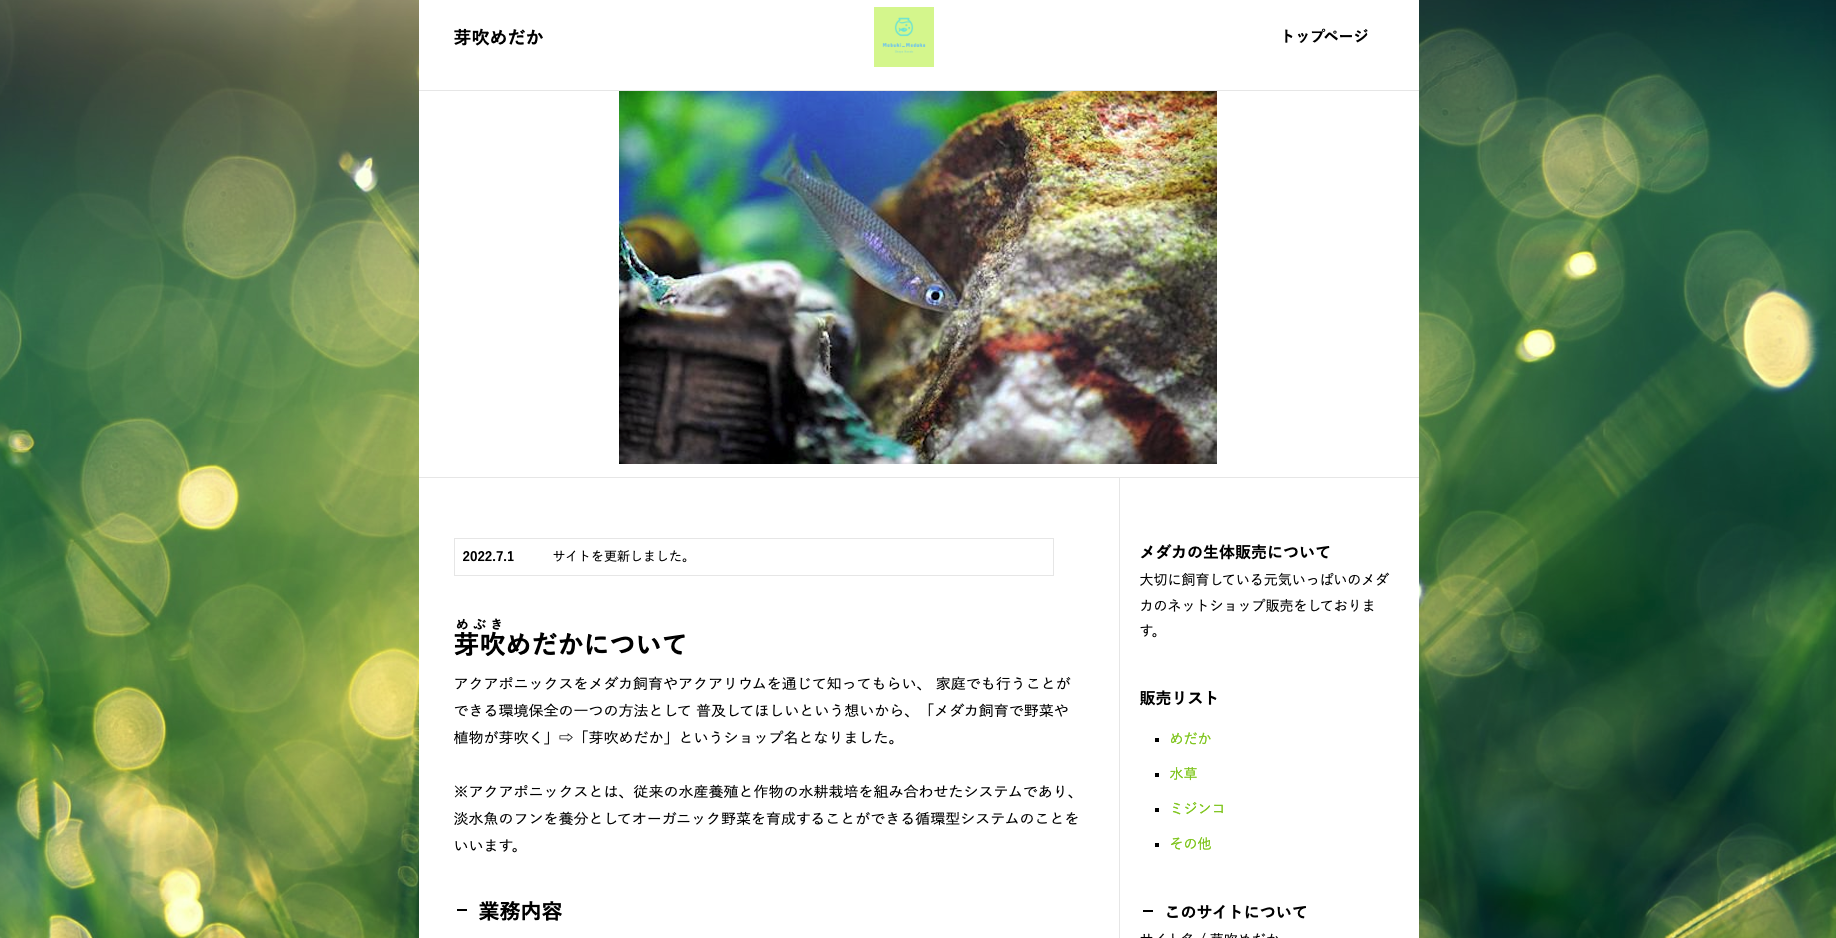 芽吹めだか
トップページ
2022.7.1 サイトを更新しました。
めぶき
芽吹めだかについて
アクアポニックスをメダカ飼育やアクアリウムを通じて知ってもらい、 家庭でも行うことが
できる環境保全の一つの方法として 普及してほしいという想いから、「メダカ飼育で野菜や
植物が芽吹く」⇨「芽吹めだか」というショップ名となりました。
※アクアポニックスとは、従来の水産養殖と作物の水耕栽培を組み合わせたシステムであり、
淡水魚のフンを養分としてオーガニック野菜を育成することができる循環型システムのことを
いいます。
− 業務内容
メダカの生体販売について
大切に飼育している元気いっぱいのメダ
カのネットショップ販売をしておりま
す。
販売リスト
めだか
水草
ミジンコ
その他
− このサイトについて
サイト名 / 芽吹めだか